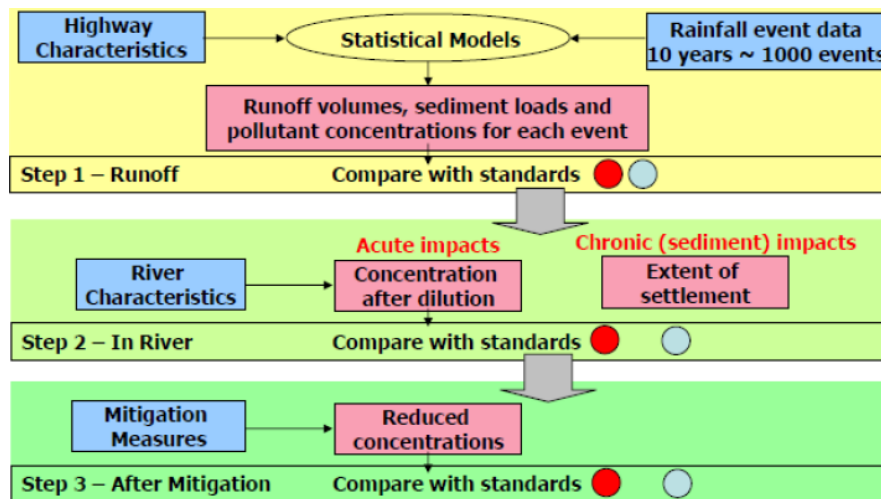 Highway
Characteristics
Statistical Models
Rainfall event data
10 years ~ 1000 events
Runoff volumes, sediment loads and
pollutant concentrations for each event
Step 1 – Runoff
Compare with standards
Acute impacts
Chronic (sediment) impacts
River
Characteristics
Concentration
after dilution
Extent of
settlement
Step 2 – In River
Compare with standards
Mitigation
Measures
Reduced
concentrations
Step 3 – After Mitigation
Compare with standards